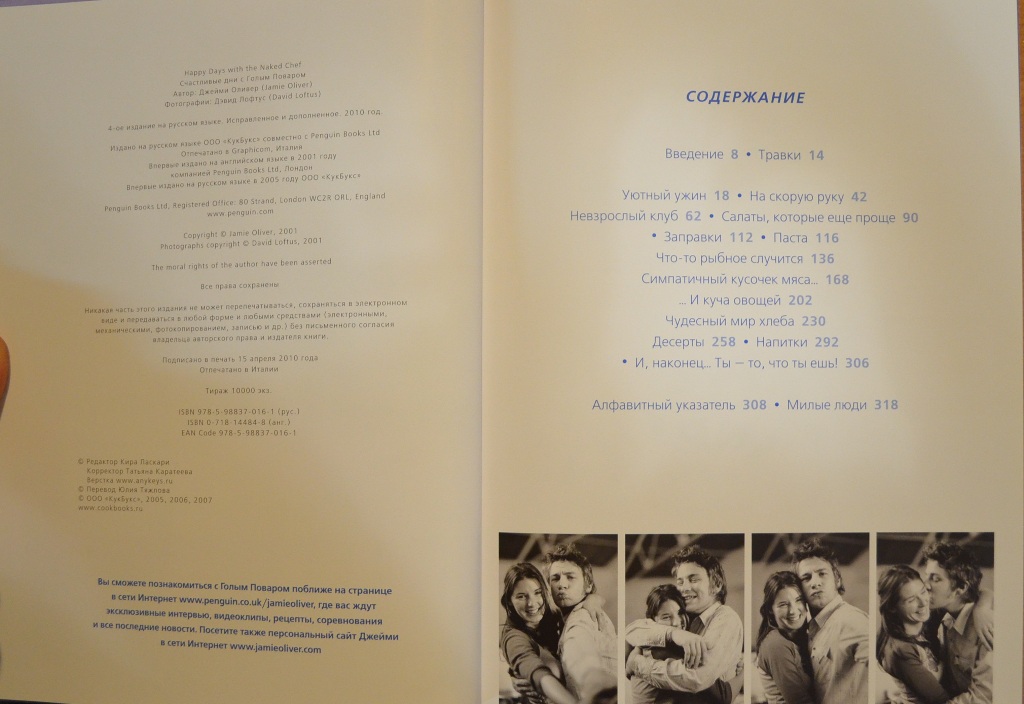 Happy Days with the Naked Chef
Счастливые дни с Голым Поваром
Автор: Джейми Оливер (Jamie Oliver)
Фотографии: Дэвид Лофтус (David Loftus)
4-ое издание на русском языке. Исправленное и дополненное. 2010 год.
Издано на русском языке ООО «КукБукс» совместно с Penguin Books Ltd
Отпечатано в Graphicom, Италия
Впервые издано на английском языке в 2001 году
компанией Penguin Books Ltd, Лондон
Впервые издано на русском языке в 2005 году ООО «КукБукс»
Penguin Books Ltd, Registered Office: 80 Strand, London WC2R ORL, England
www.penguin.com
Copyright © Jamie Oliver, 2001
Photographs copyright © David Loftus, 2001
The moral rights of the author have been asserted
Все права сохранены
Никакая часть этого издания не может перепечатываться, сохраняться в электронном
виде и передаваться в любой форме и любыми средствами (электронными,
механическими, фотокопированием, записью и др.) без письменного согласия
владельца авторского права и издателя книги.
Подписано в печать 15 апреля 2010 года
Отпечатано в Италии
Тираж 10000 экз.
ISBN 978-5-98837-016-1 (рус.)
ISBN 0-718-14484-8 (анг.)
EAN Code 978-5-98837-016-1
© Редактор Кира Ласкари
Корректор Татьяна Каратеева
Верстка www.anykeys.ru
© Перевод Юлия Тяжлова
© ООО «КукБукс», 2005, 2006, 2007
www.cookbooks.ru
Вы сможете познакомиться с Голым Поваром поближе на странице
в сети Интернет www.penguin.co.uk/jamieoliver, где вас ждут
эксклюзивные интервью, видеоклипы, рецепты, соревнования
и все последние новости. Посетите также персональный сайт Джейми
в сети Интернет www.jamieoliver.com
СОДЕРЖАНИЕ
Введение 8 • Травки 14
Уютный ужин 18 • На скорую руку 42
Невзрослый клуб 62 • Салаты, которые еще проще 90
• Заправки 112 • Паста 116
Что-то рыбное случится 136
Симпатичный кусочек мяса... 168
... И куча овощей 202
Чудесный мир хлеба 230
Десерты 258 • Напитки 292
• И, наконец... Ты – то, что ты ешь! 306
Алфавитный указатель 308 • Милые люди 318